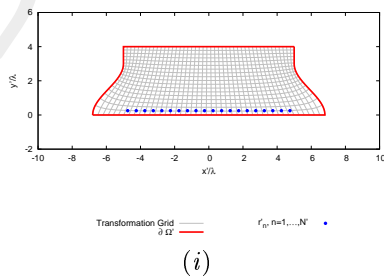 6
4
2
0
-2
y'/λ
-10 -8 -6 -4 -2 0 2 4 6 8 10
x'/λ
Transformation Grid
∂ Ω'
r'n, n=1,...,N'
(i)